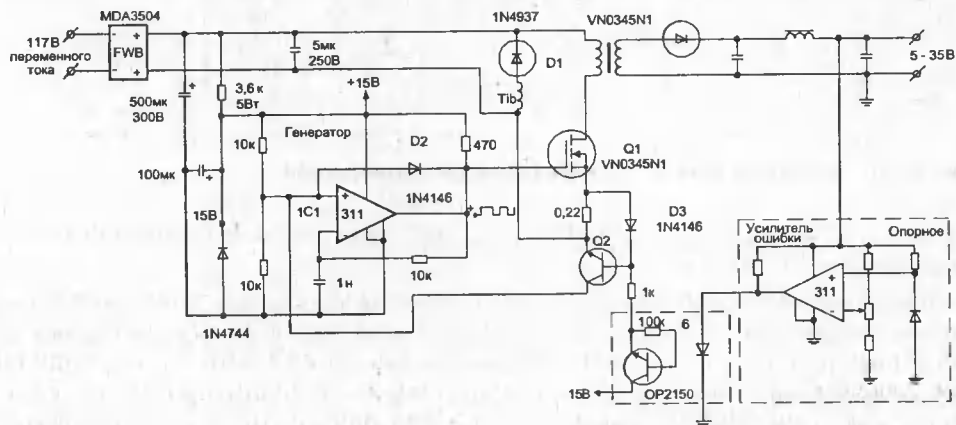 MDA3504
117В
переменного
тока
FWB
+
+
500мк
300В
+
3,6 к
5Вт
5мк
250В
1N4937
D1
Tib
VN0345N1
5 - 35В
+15В
Генератор
10к
D2
470
1N4146
100мк
+
15В
1C1
+
311
10к
10к
1н
1N4744
+
Q1
VN0345N1
0,22
D3
1N4146
Q2
1к
100к
6
15В
OP2150
Усилитель
ошибки
Опорное
311
+
-